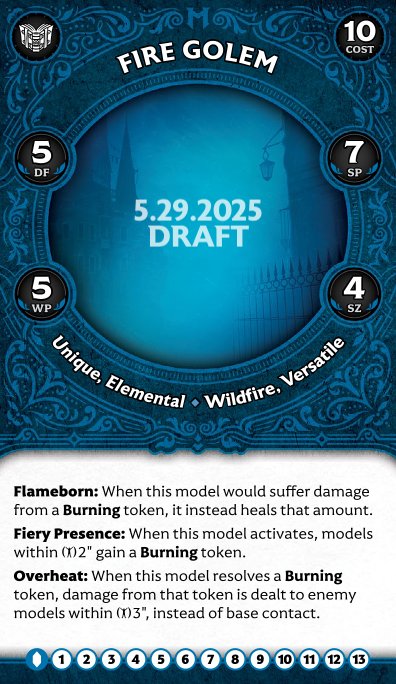 FIRE GOLEM
10
COST
5
DF
7
SP
5.29.2025
DRAFT
5
WP
4
SZ
Unique, Elemental ⬥ Wildfire, Versatile
Flameborn: When this model would suffer damage
from a Burning token, it instead heals that amount.
Fiery Presence: When this model activates, models
within 2" gain a Burning token.
Overheat: When this model resolves a Burning
token, damage from that token is dealt to enemy
models within 3", instead of base contact.
1 2 3 4 5 6 7 8 9 10 11 12 13